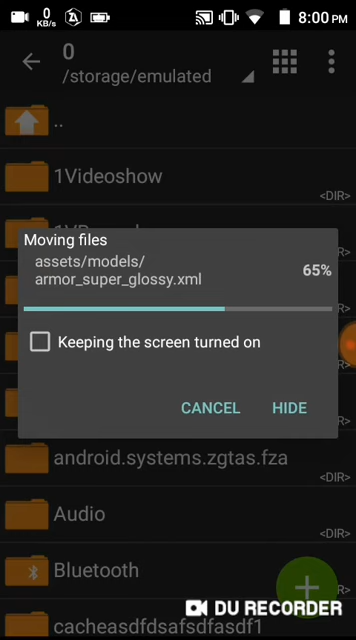 0 KB/s 8:00 PM
0
/storage/emulated
..
1Videoshow
<DIR>
Moving files
assets/models/
armor_super_glossy.xml
65%
Keeping the screen turned on
CANCEL HIDE
android.systems.zgtas.fza
<DIR>
Audio
<DIR>
Bluetooth
DU RECORDER
cacheasdfdsafsdfasdf1